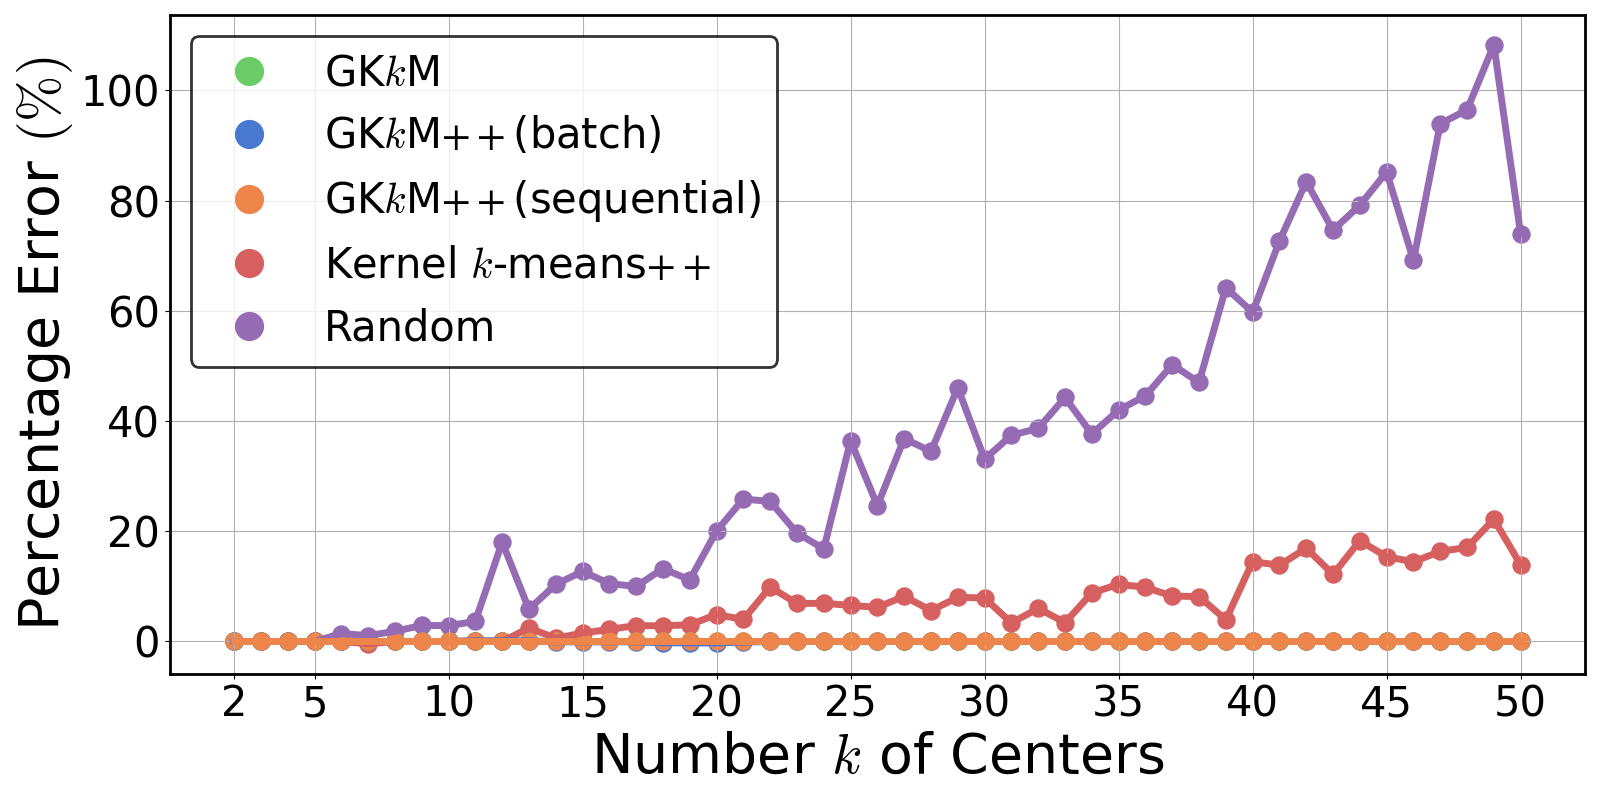 Percentage Error (%)
100
80
60
40
20
0
GKkM
GKkM++(batch)
GKkM++(sequential)
Kernel k-means++
Random
2 5 10 15 20 25 30 35 40 45 50
Number k of Centers